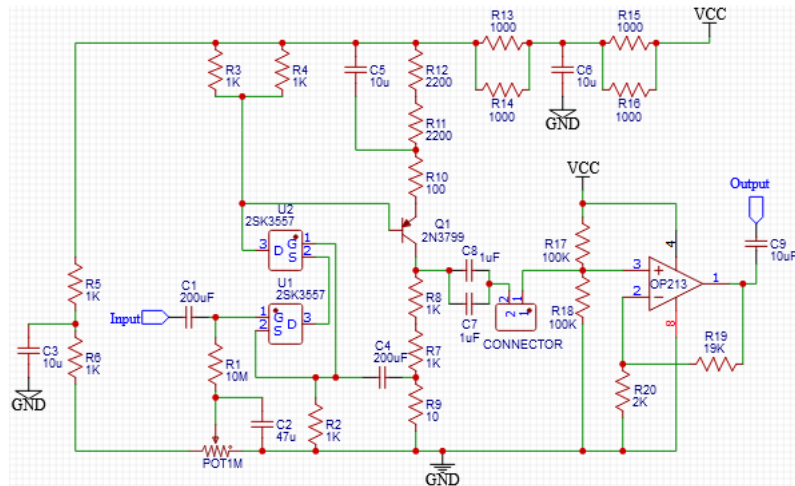 VCC
R13
1000
R15
1000
R3
1K
R4
1K
C5
10u
R12
2200
C6
10u
R14
1000
R16
1000
GND
R11
2200
R10
100
VCC
Output
U2
2SK3557
Q1
2N3799
3 D G S 1 2
C9
10uF
R17
100K
4
C8
1uF
3
OP213
1
2
8
R5
1K
C1
200uF
U1
2SK3557
1 G D 3
2 S
Input
R8
1K
C7
1uF
2 1
2 1
CONNECTOR
R18
100K
C3
10u
R6
1K
C4
200uF
R7
1K
R19
19K
GND
R1
10M
R20
2K
C2
47u
R2
1K
R9
10
POT1M
GND